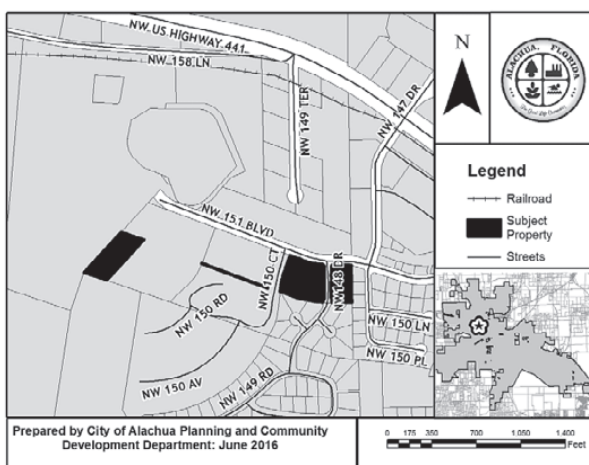 NW US HIGHWAY 441
NW 158 LN
NW 149 TER
NW 147 DR
NW 151 BLVD
NW 150 CT
NW 148 DR
NW 150 RD
NW 150 LN
NW 150 PL
NW 150 AV
NW 149 RD
N
ALACHUA, FLORIDA
Legend
Railroad
Subject
Property
Streets
Prepared by City of Alachua Planning and Community
Development Department: June 2016
0 175 350 700 1,050 1,400
Feet